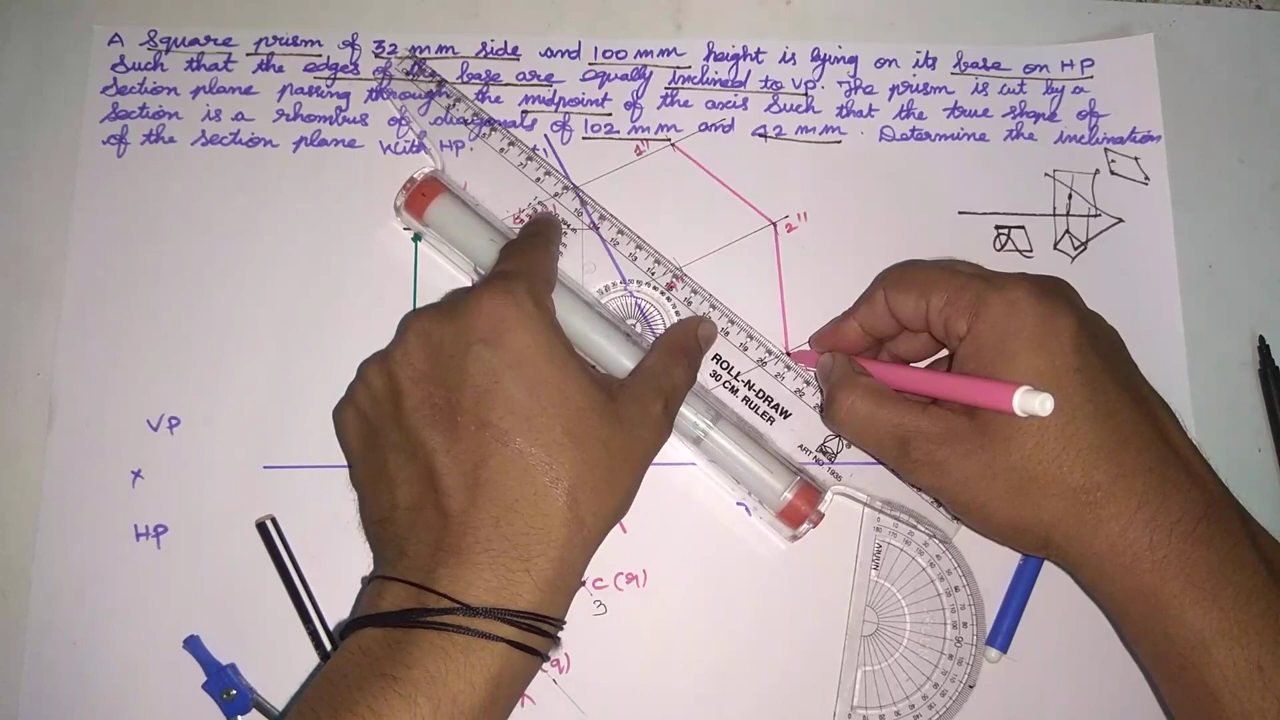 A Square prism of 32 mm side and 100 mm height is lying on its base on HP
Such that the edges of the base are equally inclined to VP. The prism is cut by a
Section plane passing through the midpoint of the axis Such that the true shape of
Section is a rhombus of diagonals of 102 mm and 42 mm. Determine the inclination
of the section plane with HP.
1''
2''
ROLL-N-DRAW
30 CM. RULER
ART NO. 1935
VP
X
HP
C (r)
3
(q)